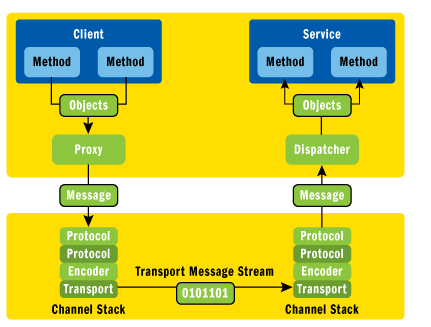 Client
Service
Method
Method
Method
Method
Objects
Objects
Proxy
Dispatcher
Message
Message
Protocol
Protocol
Encoder
Transport
Channel Stack
Transport Message Stream
0101101
Protocol
Protocol
Encoder
Transport
Channel Stack